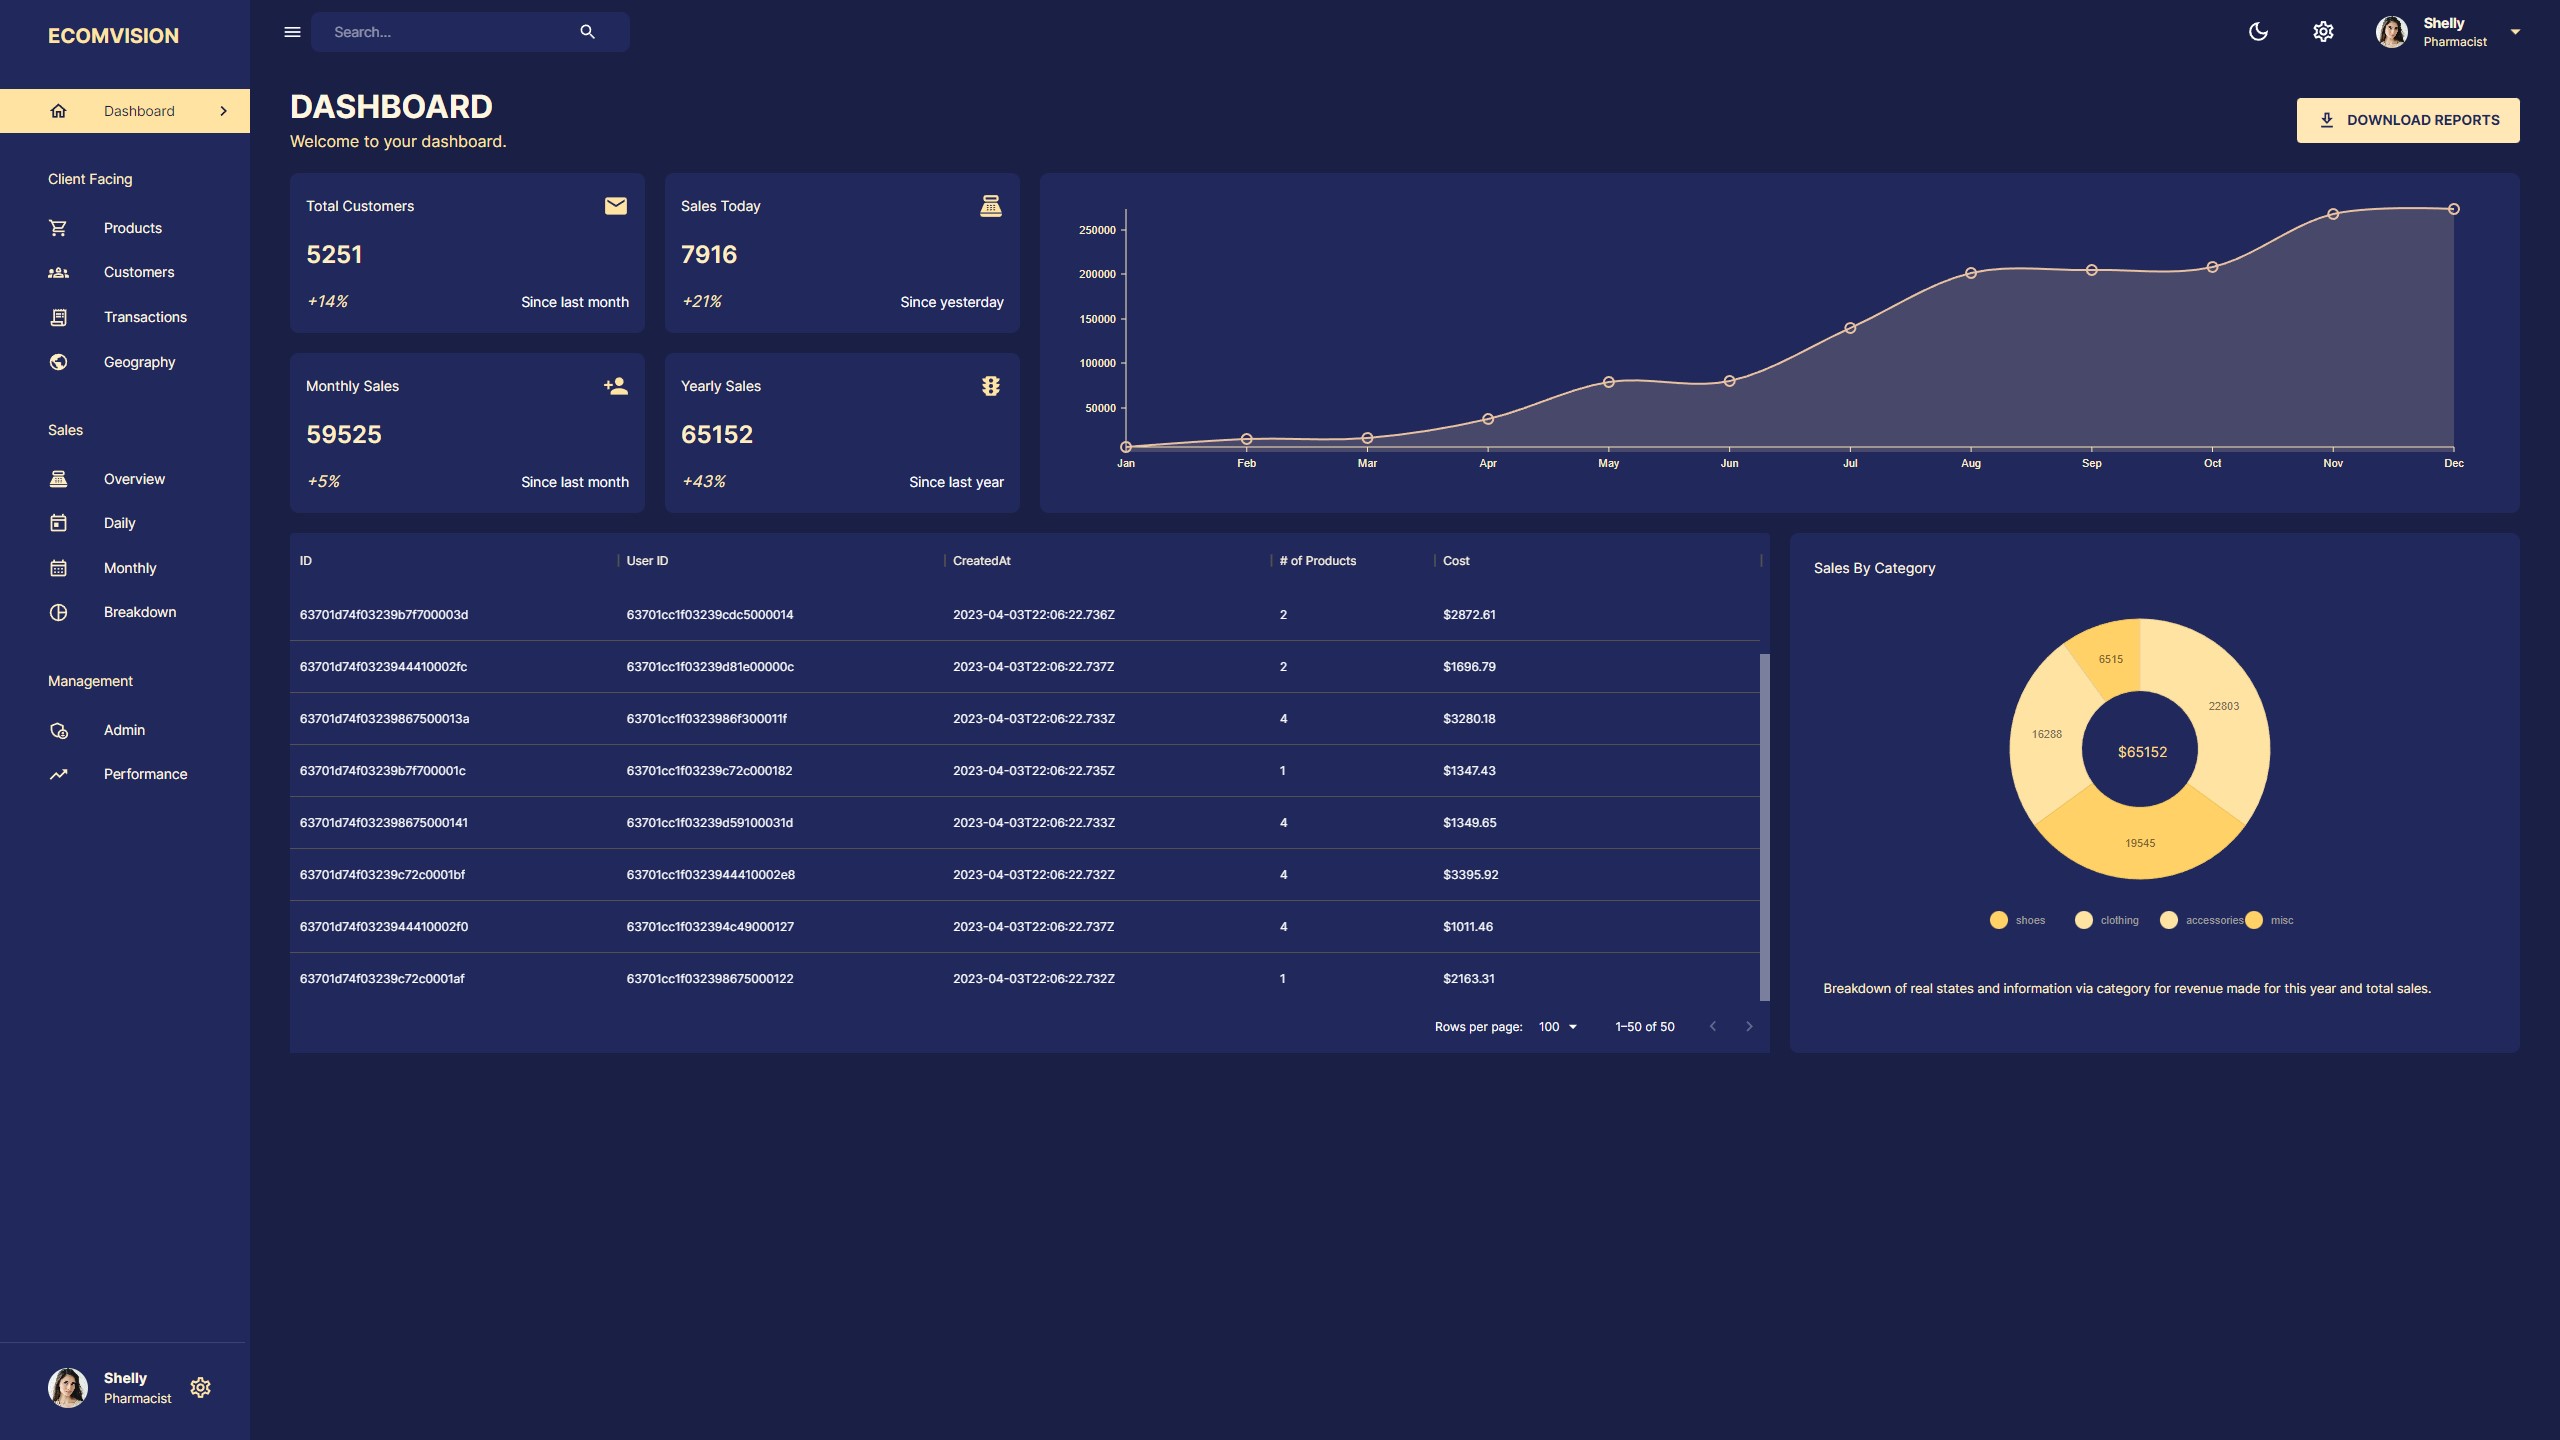 ECOMVISION
Search...
Shelly
Pharmacist
Dashboard
Client Facing
Products
Customers
Transactions
Geography
Sales
Overview
Daily
Monthly
Breakdown
Management
Admin
Performance
Shelly
Pharmacist
DASHBOARD
Welcome to your dashboard.
DOWNLOAD REPORTS
Total Customers
5251
+14% Since last month
Sales Today
7916
+21% Since yesterday
Monthly Sales
59525
+5% Since last month
Yearly Sales
65152
+43% Since last year
250000
200000
150000
100000
50000
Jan Feb Mar Apr May Jun Jul Aug Sep Oct Nov Dec
ID User ID CreatedAt # of Products Cost
63701d74f03239b7f700003d 63701cc1f03239cdc5000014 2023-04-03T22:06:22.736Z 2 $2872.61
63701d74f0323944410002fc 63701cc1f03239d81e00000c 2023-04-03T22:06:22.737Z 2 $1696.79
63701d74f03239867500013a 63701cc1f0323986f300011f 2023-04-03T22:06:22.733Z 4 $3280.18
63701d74f03239b7f700001c 63701cc1f03239c72c000182 2023-04-03T22:06:22.735Z 1 $1347.43
63701d74f032398675000141 63701cc1f03239d59100031d 2023-04-03T22:06:22.733Z 4 $1349.65
63701d74f03239c72c0001bf 63701cc1f0323944410002e8 2023-04-03T22:06:22.732Z 4 $3395.92
63701d74f0323944410002f0 63701cc1f032394c49000127 2023-04-03T22:06:22.737Z 4 $1011.46
63701d74f03239c72c0001af 63701cc1f032398675000122 2023-04-03T22:06:22.732Z 1 $2163.31
Rows per page: 100 1–50 of 50
Sales By Category
6515
22803
16288
$65152
19545
shoes clothing accessories misc
Breakdown of real states and information via category for revenue made for this year and total sales.